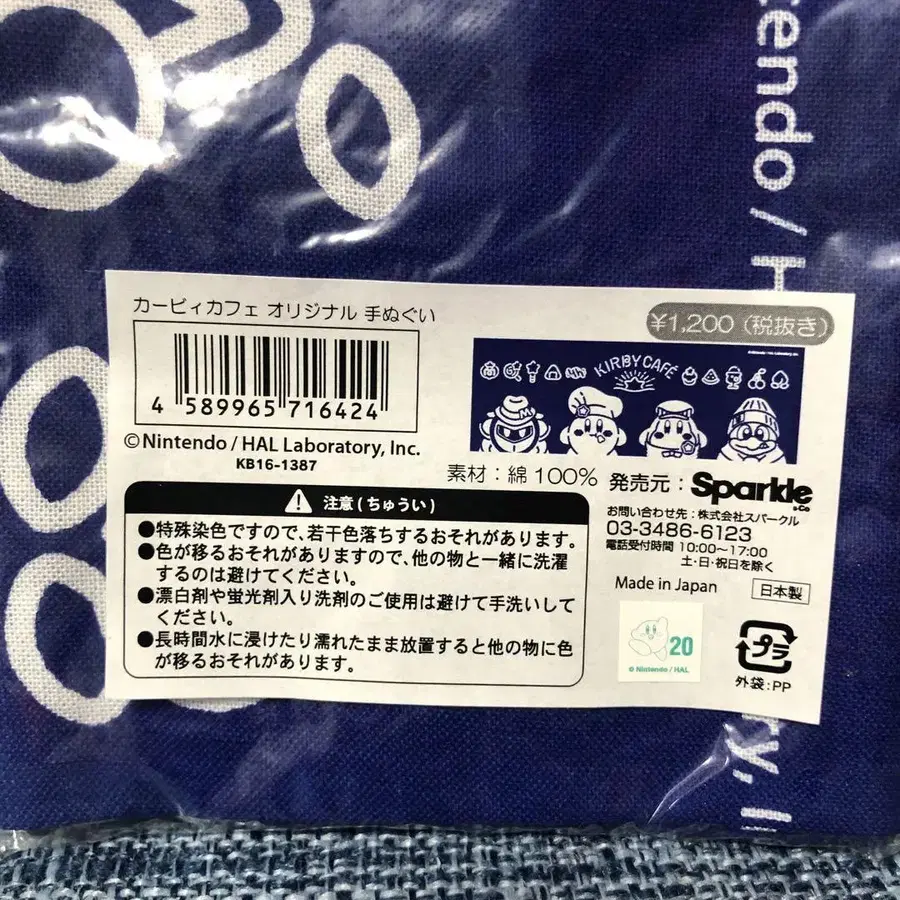 tendo / H
カービィカフェ オリジナル 手ぬぐい
¥1,200 (税抜き)
4 589965 716424
©Nintendo / HAL Laboratory, Inc.
KB16-1387
KIRBY CAFÉ
素材：綿 100%
発売元：Sparkle &Co
お問い合わせ先：株式会社スパークル
03-3486-6123
電話受付時間 10:00〜17:00
土・日・祝日を除く
Made in Japan
日本製
注意 (ちゅうい)
●特殊染色ですので、若干色落ちするおそれがあります。
●色が移るおそれがありますので、他の物と一緒に洗濯
するのは避けてください。
●漂白剤や蛍光剤入り洗剤のご使用は避けて手洗いして
ください。
●長時間水に浸けたり濡れたまま放置すると他の物に色
が移るおそれがあります。
20
© Nintendo / HAL
プラ
外袋：PP
ry, I